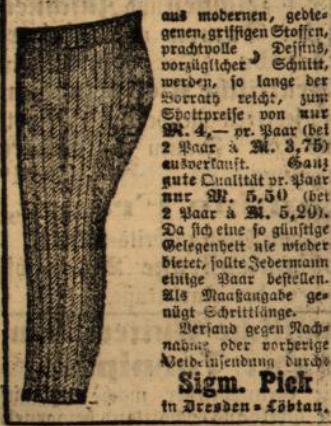 aus modernen, gedie-
genen, griffigen Stoffen,
prachtvolle Dessins,
vorzüglicher Schnitt,
werden, so lange der
Vorrath reicht, zum
Spottpreise von nur
M. 4,— pr. Paar (bei
2 Paar à M. 3,75)
ausverkauft. Ganz
gute Qualität pr. Paar
nur M. 5,50 (bei
2 Paar à M. 5,20).
Da sich eine so günstige
Gelegenheit nie wieder
bietet, sollte Jedermann
einige Paar bestellen.
Als Maaßangabe ge-
nügt Schrittlänge.
Versand gegen Nach-
nahme oder vorherige
Geldeinsendung durch:
Sigm. Pick
in Dresden-Löbtau.